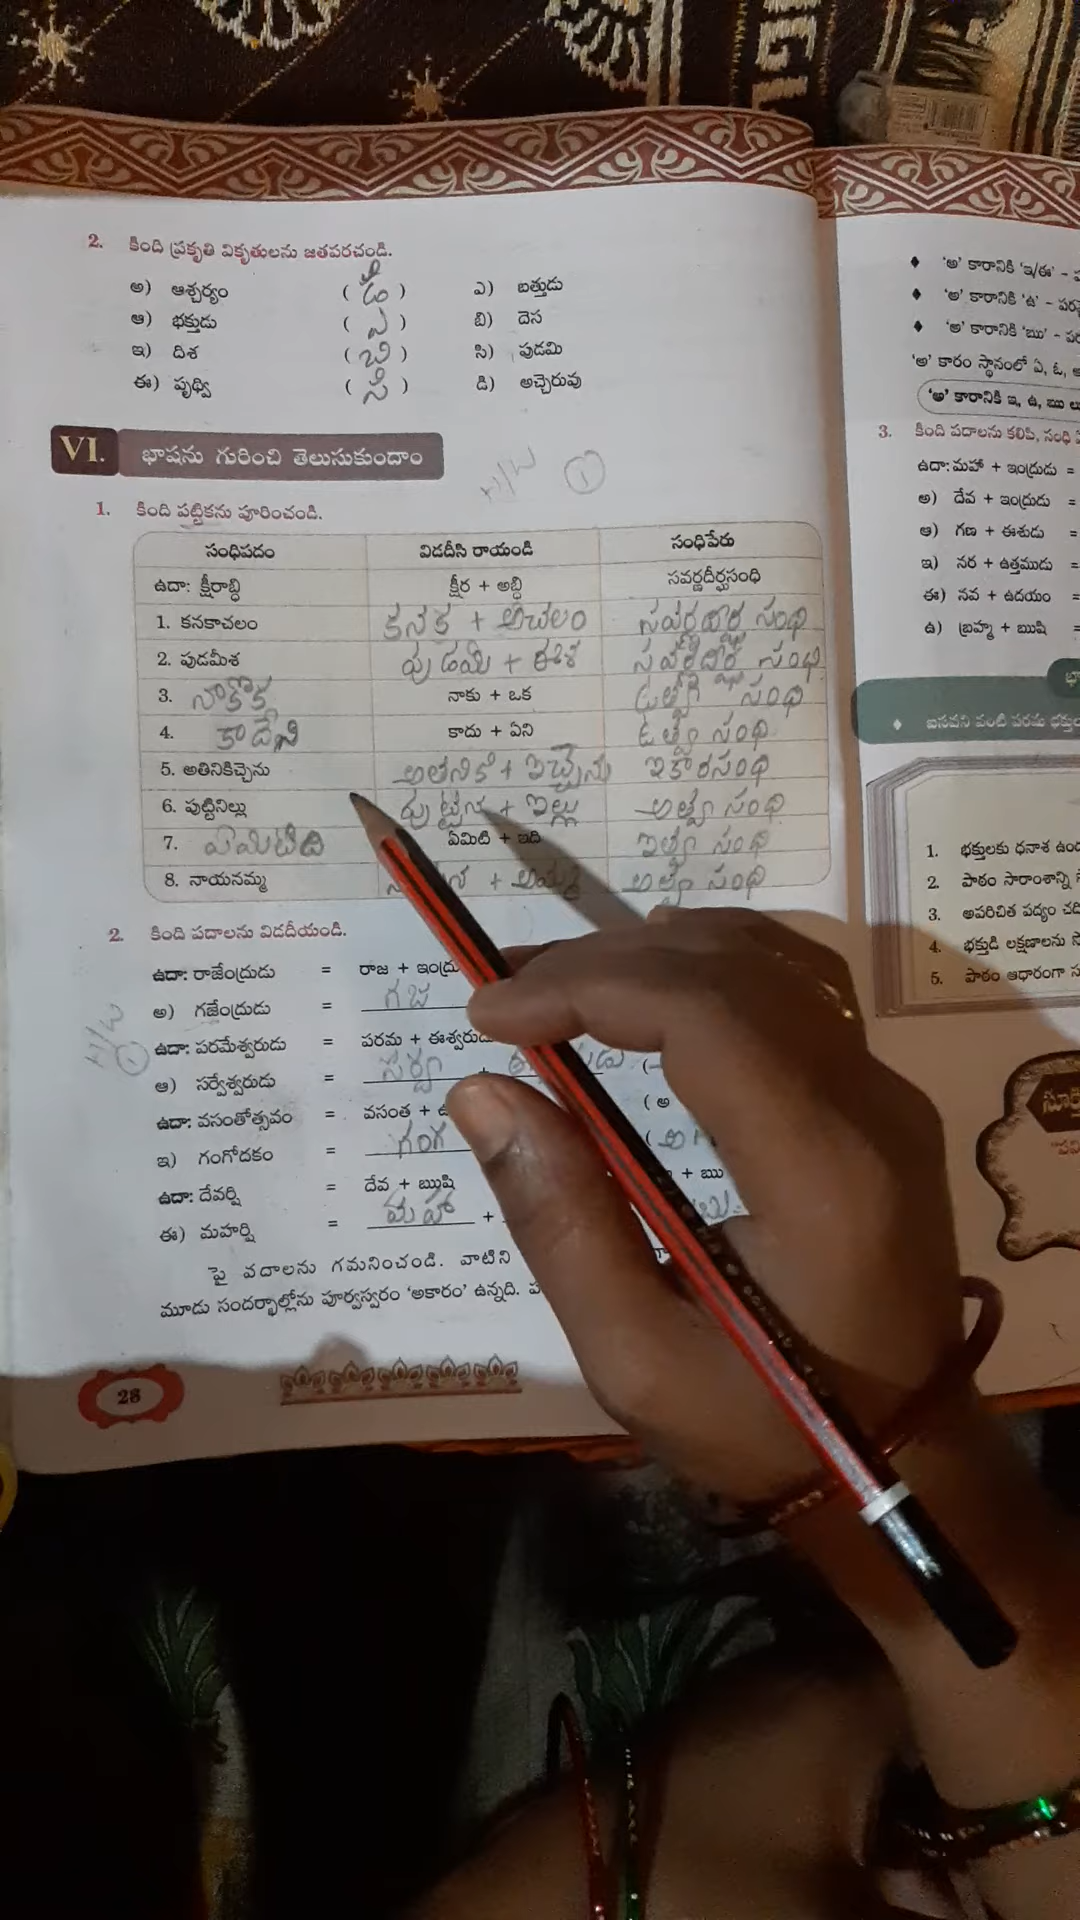 2. కింది ప్రకృతి వికృతులను జతపరచండి.
అ) ఆశ్చర్యం ( డి ) ఎ) బత్తుడు
ఆ) భక్తుడు ( ఎ ) బి) దెస
ఇ) దిశ ( బి ) సి) పుడమి
ఈ) పృథ్వి ( సి ) డి) అచ్చెరువు
VI. భాషను గురించి తెలుసుకుందాం
H/W 1
1. కింది పట్టికను పూరించండి.
సంధిపదం విడదీసి రాయండి సంధిపేరు
ఉదా: క్షీరాబ్ధి క్షీర + అబ్ధి సవర్ణదీర్ఘసంధి
1. కనకాచలం కనక + అచలం సవర్ణదీర్ఘ సంధి
2. పుడమీశ పుడమి + ఈశ సవర్ణదీర్ఘ సంధి
3. నాకొక నాకు + ఒక ఉత్వ సంధి
4. కాదేని కాదు + ఏని ఉత్వ సంధి
5. అతినికిచ్చెను అతనికి + ఇచ్చెను ఇకారసంధి
6. పుట్టినిల్లు + ఇల్లు అత్వ సంధి
7. ఏమిటిది ఏమిటి + ఇది ఇత్వ సంధి
8. నాయనమ్మ + అమ్మ అత్వ సంధి
2. కింది పదాలను విడదీయండి.
ఉదా: రాజేంద్రుడు = రాజ + ఇంద్రు
అ) గజేంద్రుడు = గజ
H/W 1
ఉదా: పరమేశ్వరుడు = పరమ + ఈశ్వరుడు
ఆ) సర్వేశ్వరుడు = సర్వా +
ఉదా: వసంతోత్సవం = వసంత + ( అ
ఇ) గంగోదకం = గంగ
ఉదా: దేవర్షి = దేవ + ఋషి + ఋ
ఈ) మహర్షి = మహా +
పై పదాలను గమనించండి. వాటిని
మూడు సందర్భాల్లోను పూర్వస్వరం 'అకారం' ఉన్నది.
28
♦ 'అ' కారానికి 'ఇ/ఈ' -
♦ 'అ' కారానికి 'ఉ' -
♦ 'అ' కారానికి 'ఋ' -
'అ' కారం స్థానంలో ఏ, ఓ,
'అ' కారానికి ఇ, ఉ, ఋ
3. కింది పదాలను కలిపి, సంధి
ఉదా: మహా + ఇంద్రుడు =
అ) దేవ + ఇంద్రుడు =
ఆ) గణ + ఈశుడు =
ఇ) నర + ఉత్తముడు =
ఈ) నవ + ఉదయం =
ఉ) బ్రహ్మ + ఋషి =
♦ బసవని వంటి పరమ
1. భక్తులకు ధనాశ
2. పాఠం సారాంశాన్ని
3. అపరిచిత పద్యం
4. భక్తుడి లక్షణాలను
5. పాఠం ఆధారంగా